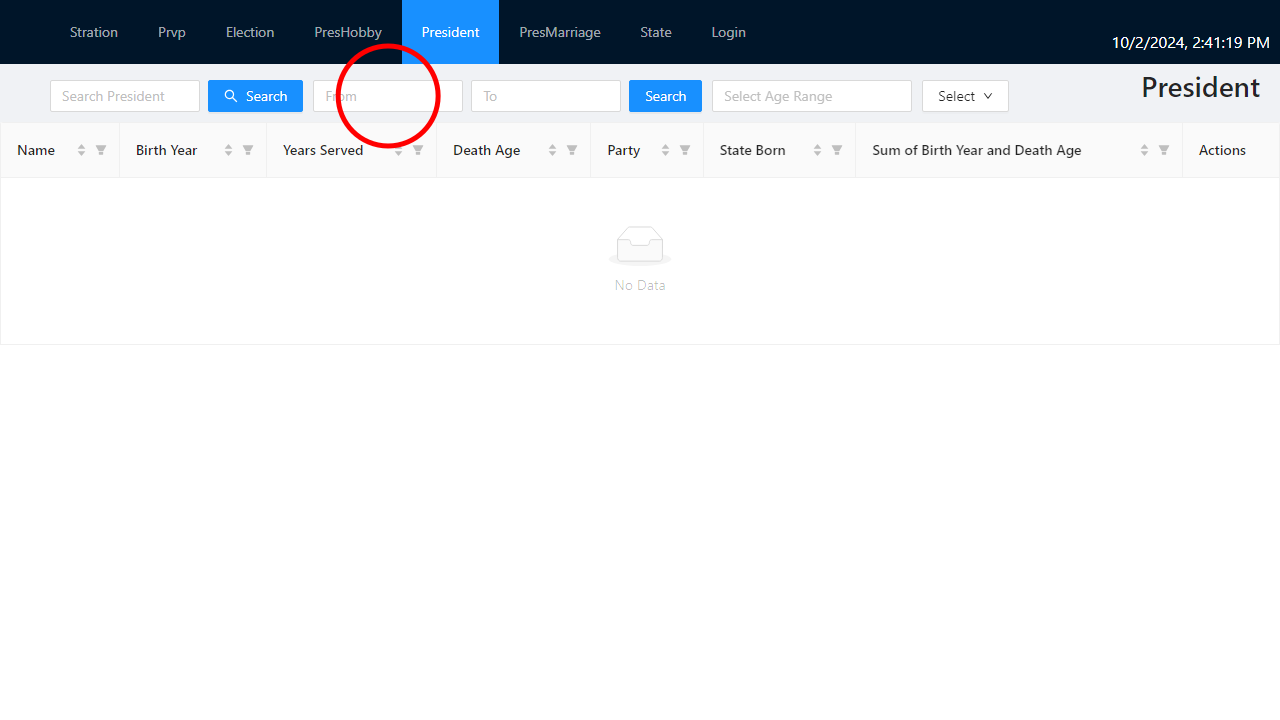 Stration Prvp Election PresHobby President PresMarriage State Login
10/2/2024, 2:41:19 PM
Search President Search From To Search Select Age Range Select President
Name Birth Year Years Served Death Age Party State Born Sum of Birth Year and Death Age Actions
No Data